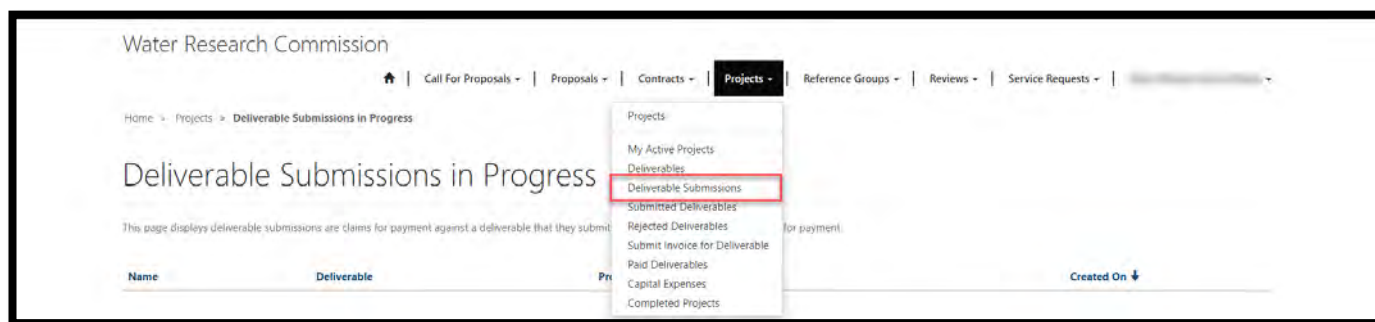 Water Research Commission
Call For Proposals | Proposals | Contracts | Projects | Reference Groups | Reviews | Service Requests |
Home > Projects > Deliverable Submissions in Progress
Deliverable Submissions in Progress
Projects
My Active Projects
Deliverables
Deliverable Submissions
Submitted Deliverables
Rejected Deliverables
Submit Invoice for Deliverable
Paid Deliverables
Capital Expenses
Completed Projects
This page displays deliverable submissions are claims for payment against a deliverable that they submit for payment.
Name Deliverable Pro Created On